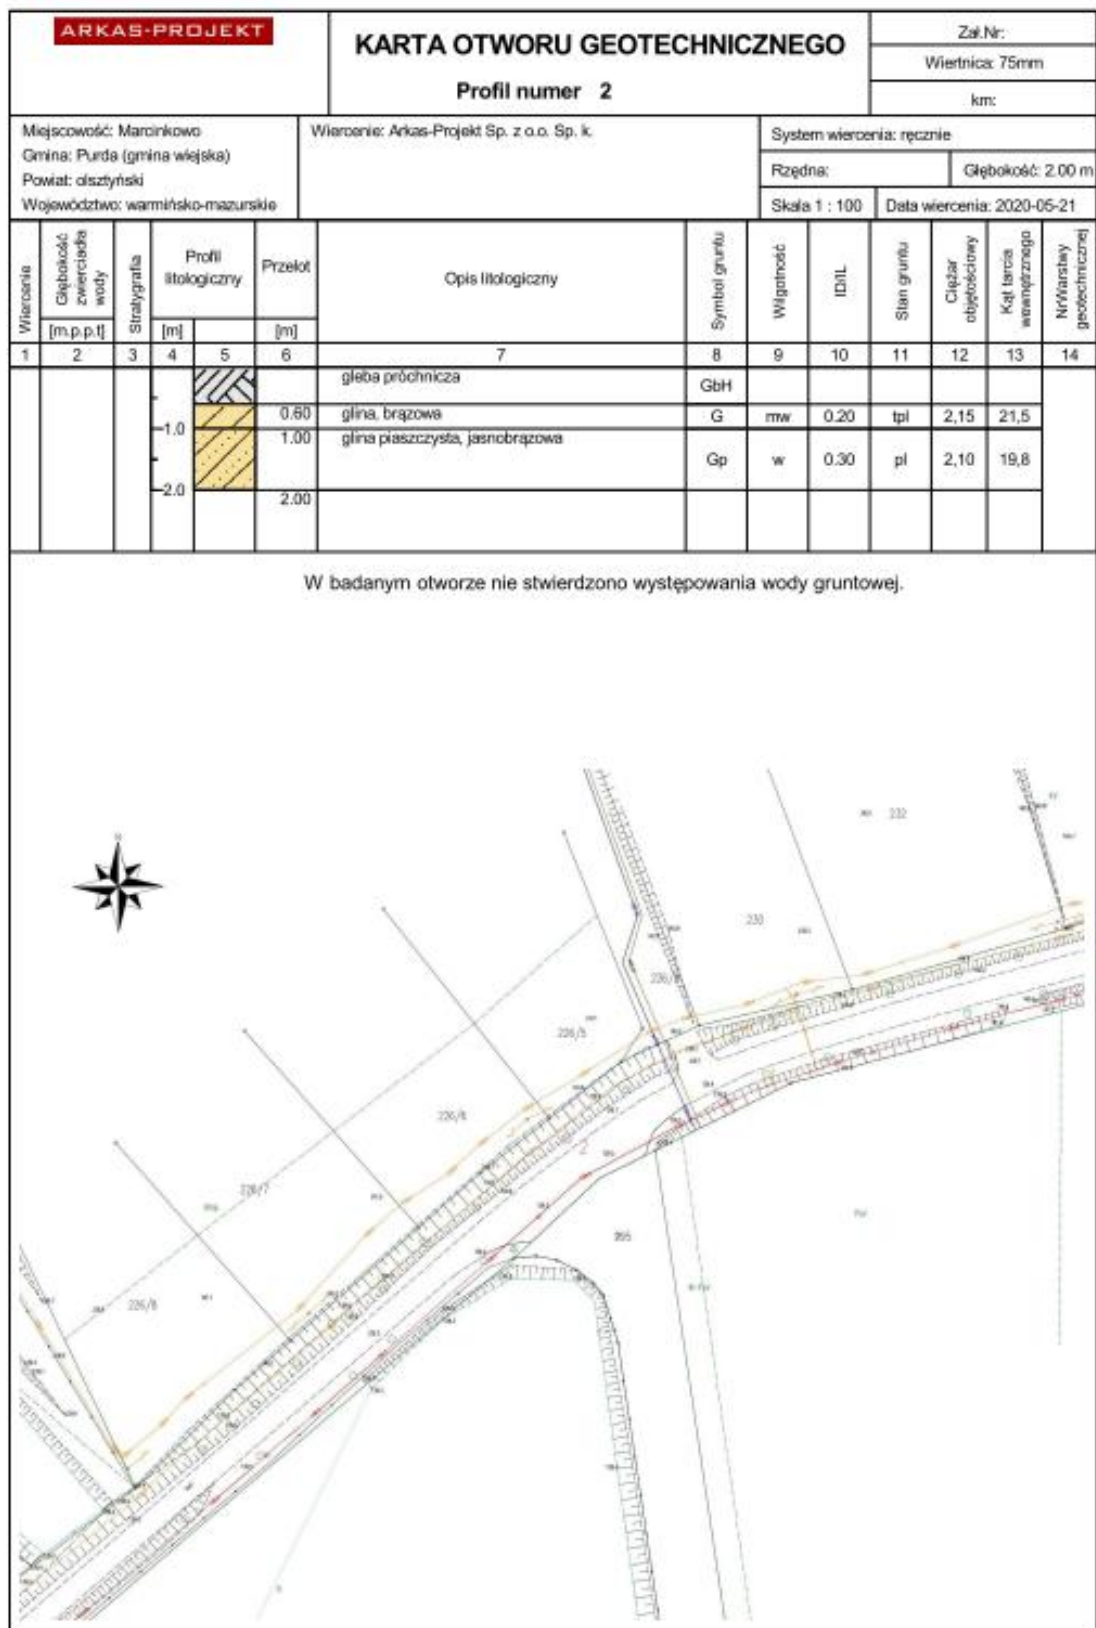 ARKAS-PROJEKT
KARTA OTWORU GEOTECHNICZNEGO
Profil numer 2
Zał.Nr:
Wiertnica: 75mm
km:
Miejscowość: Marcinkowo
Gmina: Purda (gmina wiejska)
Powiat: olsztyński
Województwo: warmińsko-mazurskie
Wiercenie: Arkas-Projekt Sp. z o.o. Sp. k.
System wiercenia: ręcznie
Rzędna:
Głębokość: 2.00 m
Skala 1 : 100
Data wiercenia: 2020-05-21
Wiercenie
Głębokość zwierciadła wody
[m.p.p.t]
Stratygrafia
Profil litologiczny
[m]
Przelot
[m]
Opis litologiczny
Symbol gruntu
Wilgotność
ID/IL
Stan gruntu
Ciężar objętościowy
Kąt tarcia wewnętrznego
NrWarstwy geotechnicznej
1 2 3 4 5 6 7 8 9 10 11 12 13 14
gleba próchnicza GbH
0.60 glina, brązowa G mw 0.20 tpl 2,15 21,5
1.0
1.00 glina piaszczysta, jasnobrązowa Gp w 0.30 pl 2,10 19,8
2.0
2.00
W badanym otworze nie stwierdzono występowania wody gruntowej.
232
230
226/5
226/6
226/7
226/8
2